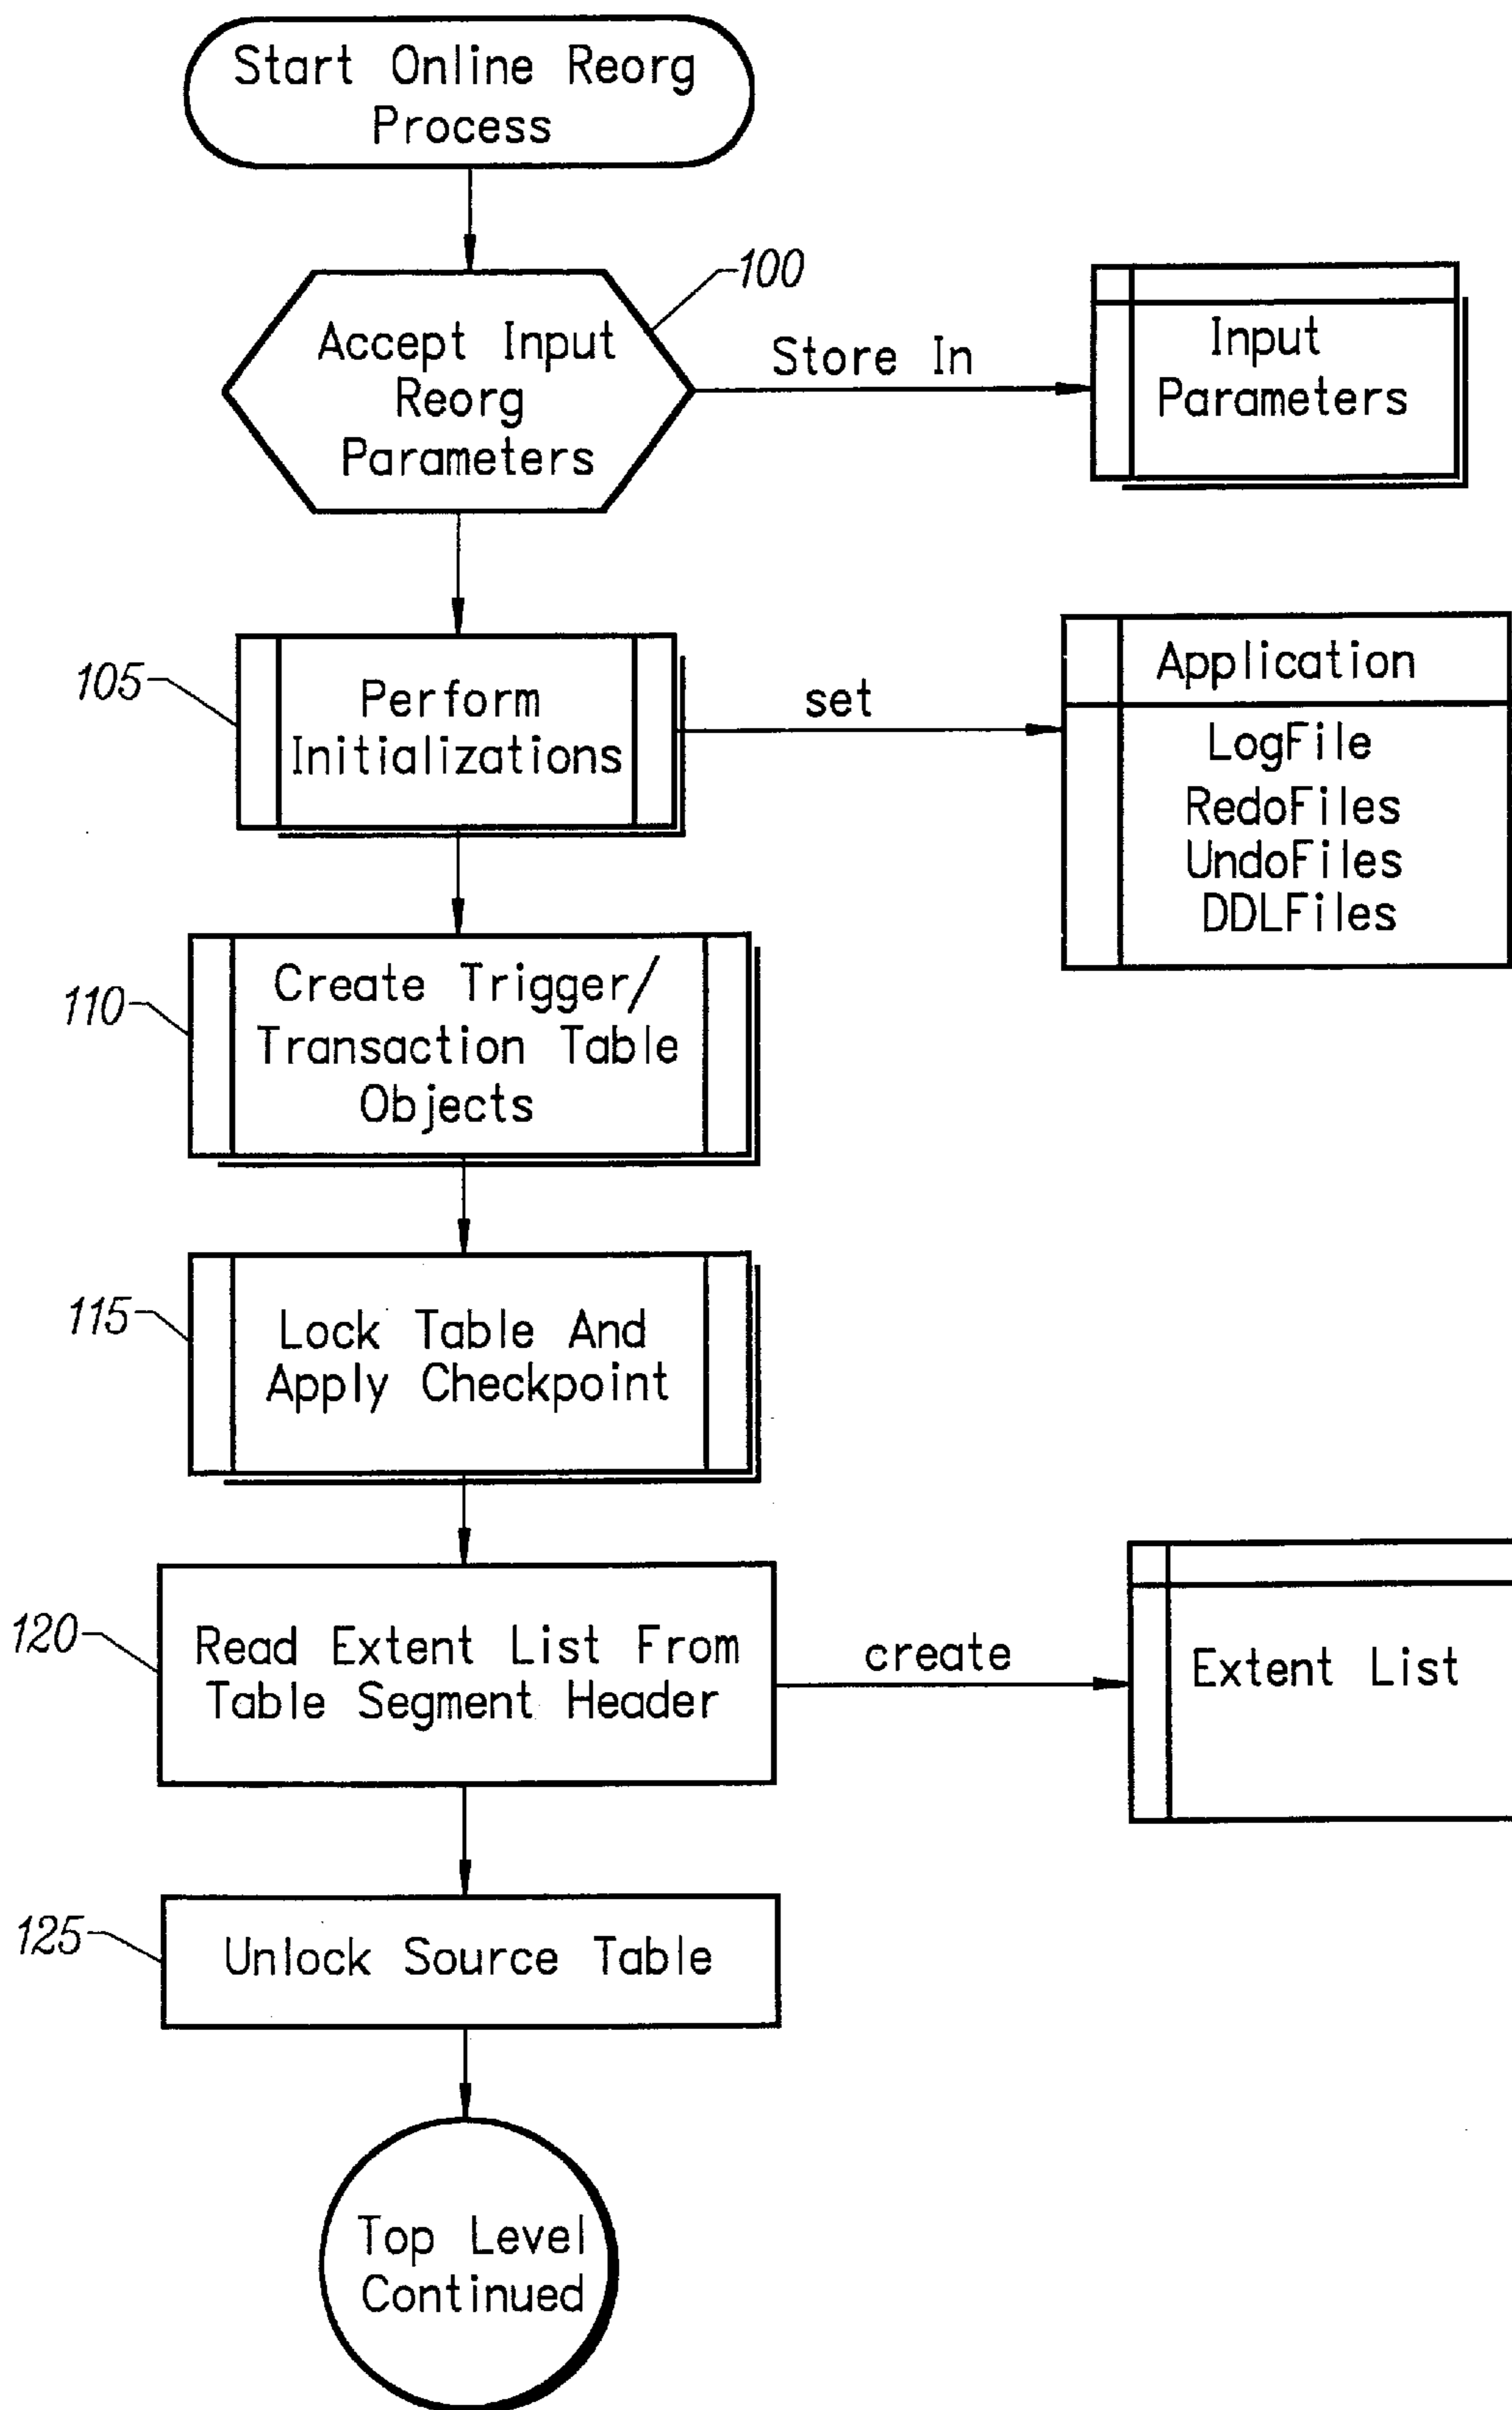 Start Online Reorg
Process
100
Accept Input
Reorg
Parameters
Store In
Input
Parameters
105
Perform
Initializations
set
Application
LogFile
RedoFiles
UndoFiles
DDLFiles
110
Create Trigger/
Transaction Table
Objects
115
Lock Table And
Apply Checkpoint
120
Read Extent List From
Table Segment Header
create
Extent List
125
Unlock Source Table
Top Level
Continued